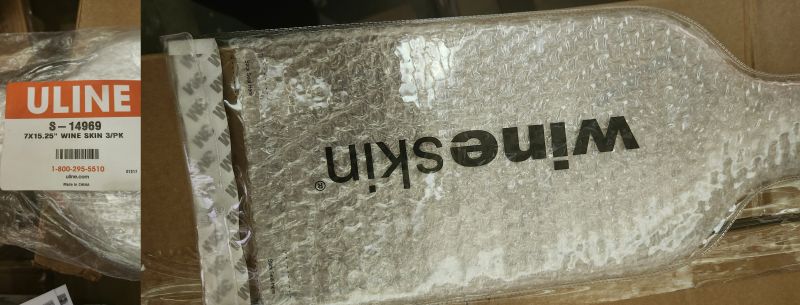 ULINE
S-14969
7X15.25" WINE SKIN 3/PK
1-800-295-5510
uline.com
Made in CHINA
wineskin®